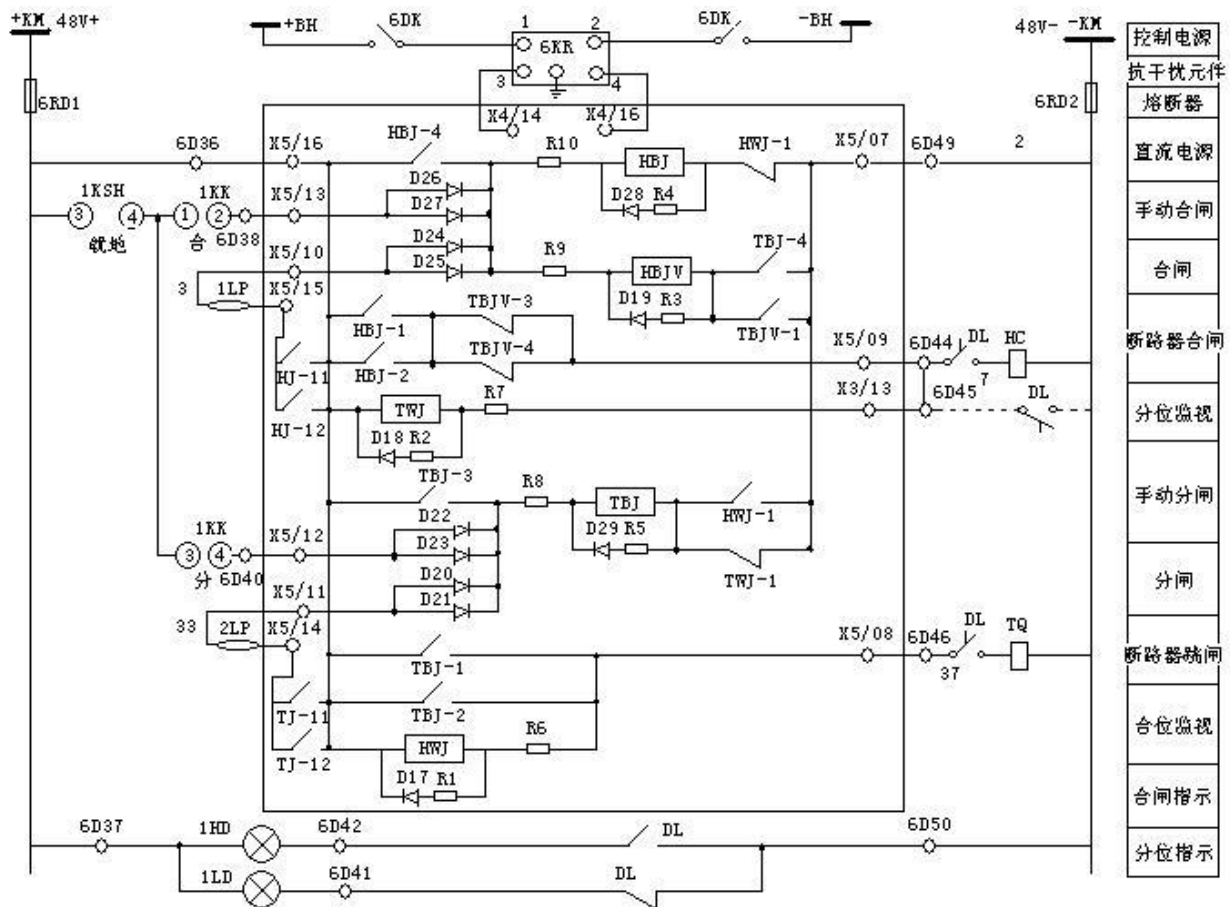 +KM 48V+
+BH
6DK
1 2
6KR
3 4
6DK
-BH
48V- -KM
控制电源
抗干扰元件
6RD1
X4/14 X4/16
6RD2
熔断器
6D36 X5/16 HBJ-4 R10 HBJ HWJ-1 X5/07 6D49 2
直流电源
D26
D28 R4
1KSH 1KK X5/13 D27
3 4 1 2
就地 合 6D38
手动合闸
D24
X5/10 D25 R9 HBJV TBJ-4
合闸
3 1LP X5/15
D19 R3
HBJ-1 TBJV-3 TBJV-1
断路器合闸
HJ-11 HBJ-2 TBJV-4 X5/09 6D44 DL HC
7
X3/13 6D45 DL
HJ-12 TWJ R7
分位监视
D18 R2
TBJ-3 R8 TBJ HWJ-1
手动分闸
D22
D29 R5
1KK X5/12 D23
3 4
分 6D40
TWJ-1
分闸
D20
X5/11 D21
33 2LP X5/14
TBJ-1 X5/08 6D46 DL TQ
37
断路器跳闸
TJ-11 TBJ-2
合位监视
TJ-12 HWJ R6
D17 R1
合闸指示
6D37 1HD 6D42 DL 6D50
分位指示
1LD 6D41 DL